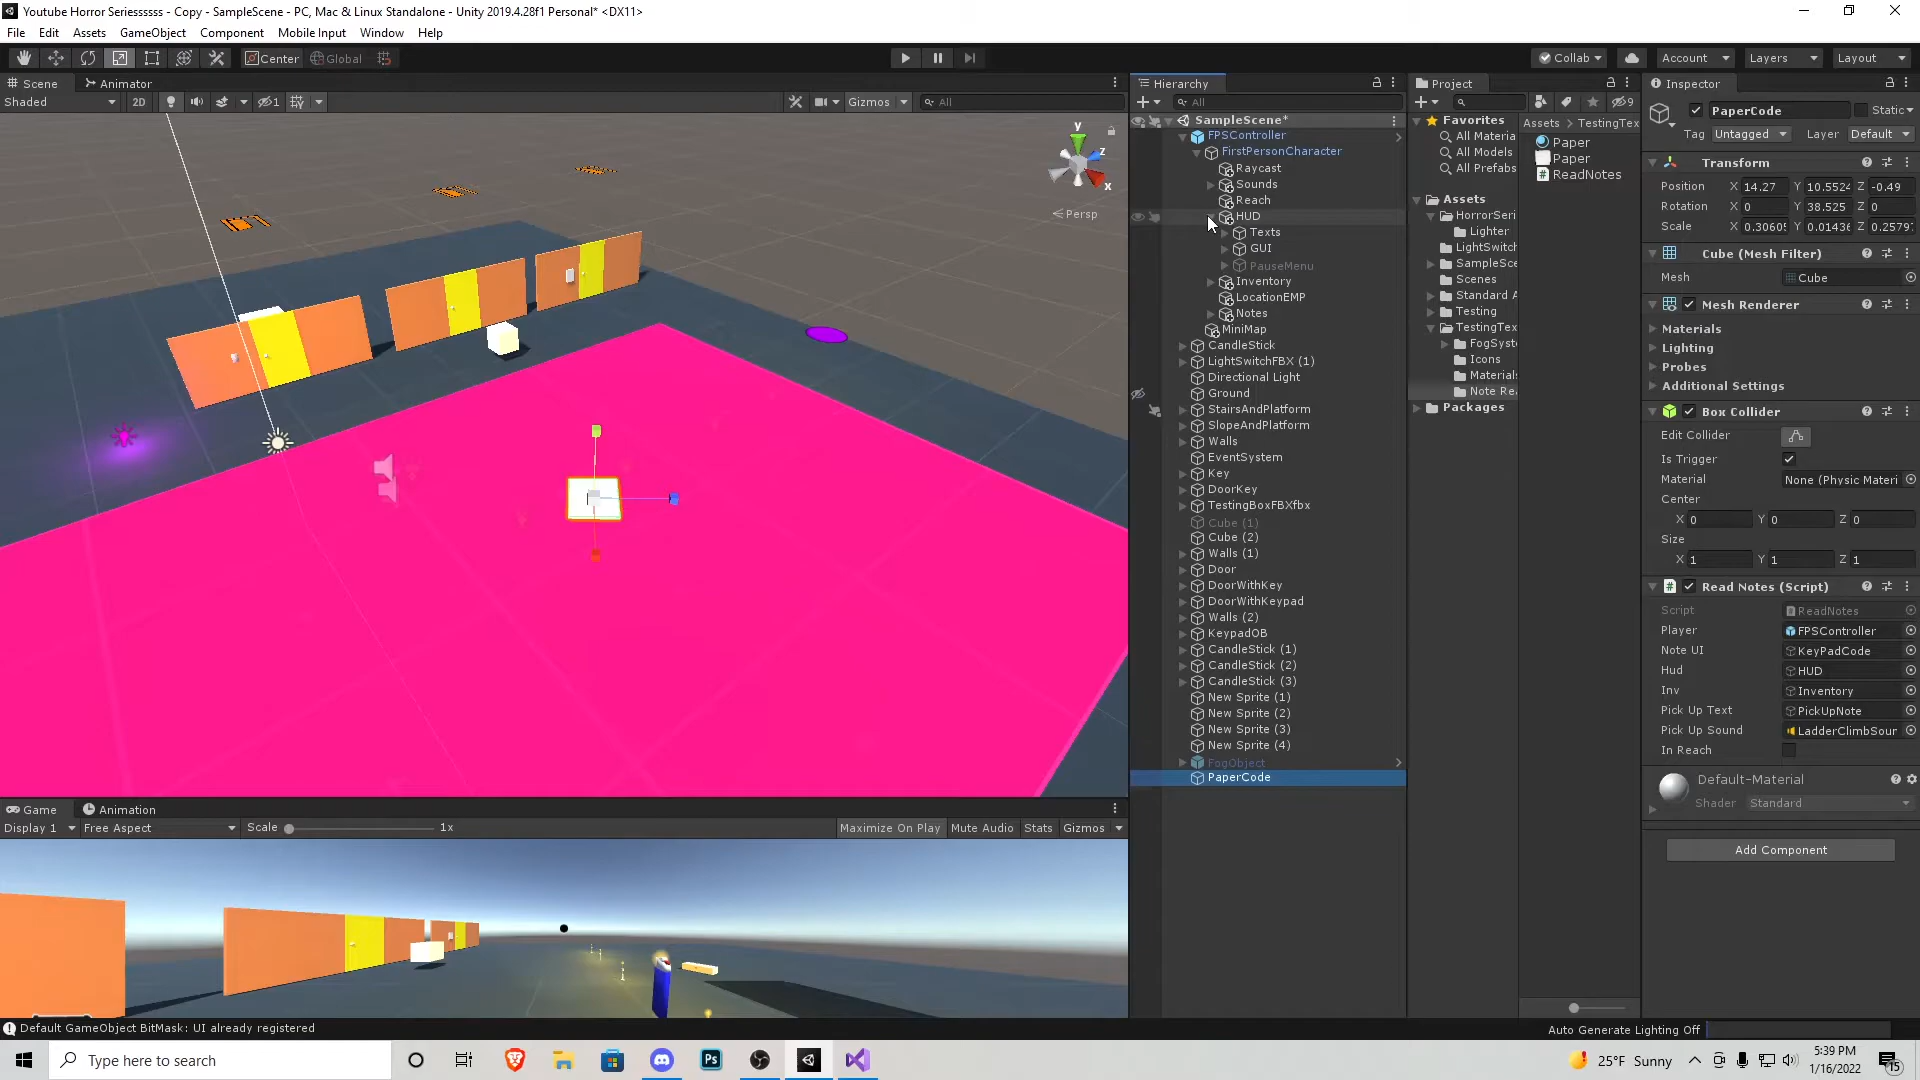 Youtube Horror Seriesssss - Copy - SampleScene - PC, Mac & Linux Standalone - Unity 2019.4.28f1 Personal* <DX11>
File Edit Assets GameObject Component Mobile Input Window Help
Center Global Collab Account Layers Layout
Scene Animator
Shaded 2D Gizmos All
y z x
Persp
Hierarchy
All
SampleScene*
FPSController
FirstPersonCharacter
Raycast
Sounds
Reach
HUD
Texts
GUI
PauseMenu
Inventory
LocationEMP
Notes
MiniMap
CandleStick
LightSwitchFBX (1)
Directional Light
Ground
StairsAndPlatform
SlopeAndPlatform
Walls
EventSystem
Key
DoorKey
TestingBoxFBXfbx
Cube (1)
Cube (2)
Walls (1)
Door
DoorWithKey
DoorWithKeypad
Walls (2)
KeypadOB
CandleStick (1)
CandleStick (2)
CandleStick (3)
New Sprite (1)
New Sprite (2)
New Sprite (3)
New Sprite (4)
FogObject
PaperCode
Project
9
Favorites
All Materia
All Models
All Prefabs
Assets
HorrorSeri
Lighter
LightSwitch
SampleSce
Scenes
Standard A
Testing
TestingTex
FogSyst
Icons
Material
Note Re
Packages
Assets > TestingTex
Paper
Paper
ReadNotes
Inspector
PaperCode Static
Tag Untagged Layer Default
Transform
Position X 14.27 Y 10.5524 Z -0.49
Rotation X 0 Y 38.525 Z 0
Scale X 0.30605 Y 0.01436 Z 0.25797
Cube (Mesh Filter)
Mesh Cube
Mesh Renderer
Materials
Lighting
Probes
Additional Settings
Box Collider
Edit Collider
Is Trigger
Material None (Physic Materi
Center
X 0 Y 0 Z 0
Size
X 1 Y 1 Z 1
Read Notes (Script)
Script ReadNotes
Player FPSController
Note UI KeyPadCode
Hud HUD
Inv Inventory
Pick Up Text PickUpNote
Pick Up Sound LadderClimbSour
In Reach
Default-Material
Shader Standard
Add Component
Game Animation
Display 1 Free Aspect Scale 1x Maximize On Play Mute Audio Stats Gizmos
Default GameObject BitMask: UI already registered
Auto Generate Lighting Off
Type here to search
Ps
25°F Sunny
5:39 PM
1/16/2022
15